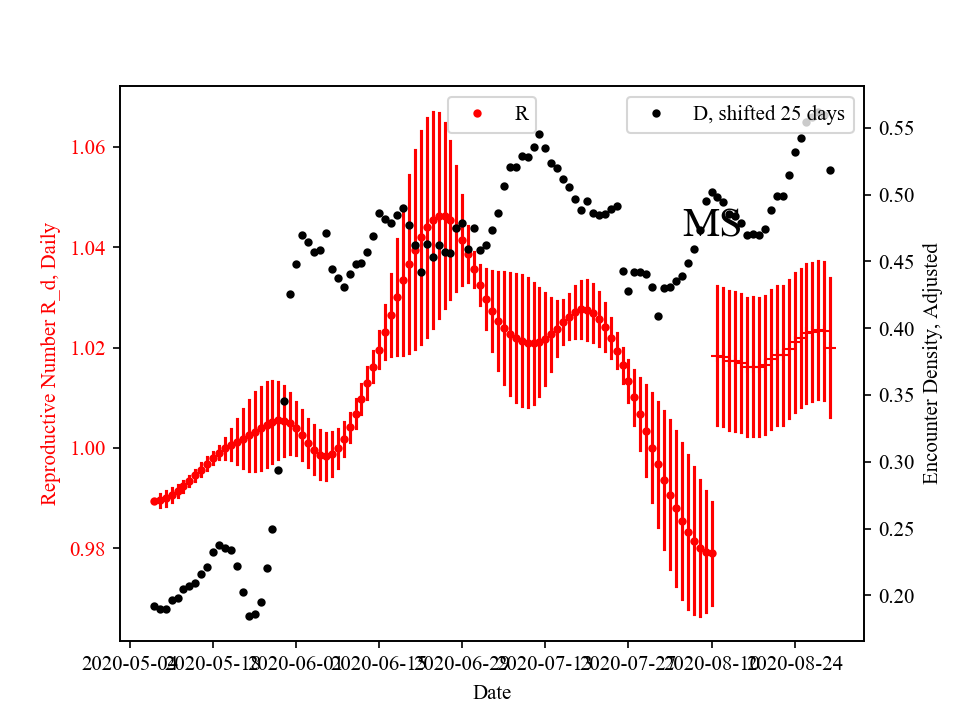 R
D, shifted 25 days
MS
Reproductive Number R_d, Daily
1.06
1.04
1.02
1.00
0.98
0.55
0.50
0.45
0.40
0.35
0.30
0.25
0.20
Encounter Density, Adjusted
2020-05-04 2020-05-18 2020-06-01 2020-06-15 2020-06-29 2020-07-13 2020-07-27 2020-08-10 2020-08-24
Date